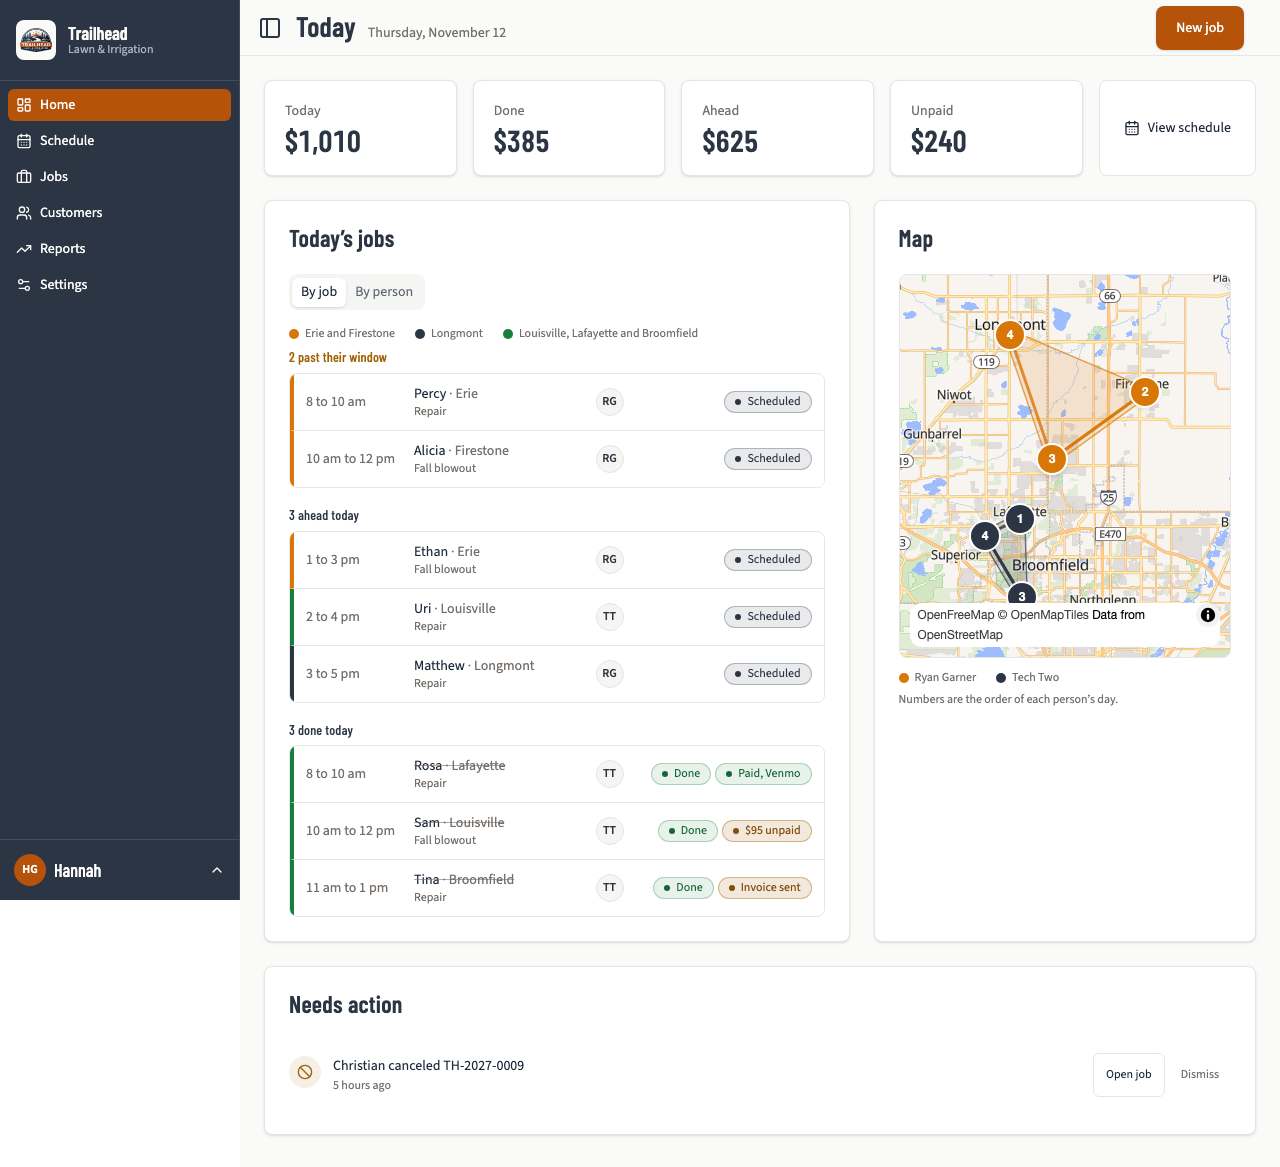 TRAILHEAD
Trailhead
Lawn & Irrigation
Home
Schedule
Jobs
Customers
Reports
Settings
HG
Hannah
Today Thursday, November 12
New job
Today
$1,010
Done
$385
Ahead
$625
Unpaid
$240
View schedule
Today’s jobs
By job By person
Erie and Firestone Longmont Louisville, Lafayette and Broomfield
2 past their window
8 to 10 am Percy · Erie RG Scheduled
Repair
10 am to 12 pm Alicia · Firestone RG Scheduled
Fall blowout
3 ahead today
1 to 3 pm Ethan · Erie RG Scheduled
Fall blowout
2 to 4 pm Uri · Louisville TT Scheduled
Repair
3 to 5 pm Matthew · Longmont RG Scheduled
Repair
3 done today
8 to 10 am Rosa · Lafayette TT Done Paid, Venmo
Repair
10 am to 12 pm Sam · Louisville TT Done $95 unpaid
Fall blowout
11 am to 1 pm Tina · Broomfield TT Done Invoice sent
Repair
Map
66
4
119
2
Niwot
Gunbarrel
3
25
1
4
E470
Superior
Broomfield
3
Northglenn
OpenFreeMap © OpenMapTiles Data from
OpenStreetMap
Ryan Garner Tech Two
Numbers are the order of each person’s day.
Needs action
Christian canceled TH-2027-0009
5 hours ago
Open job Dismiss